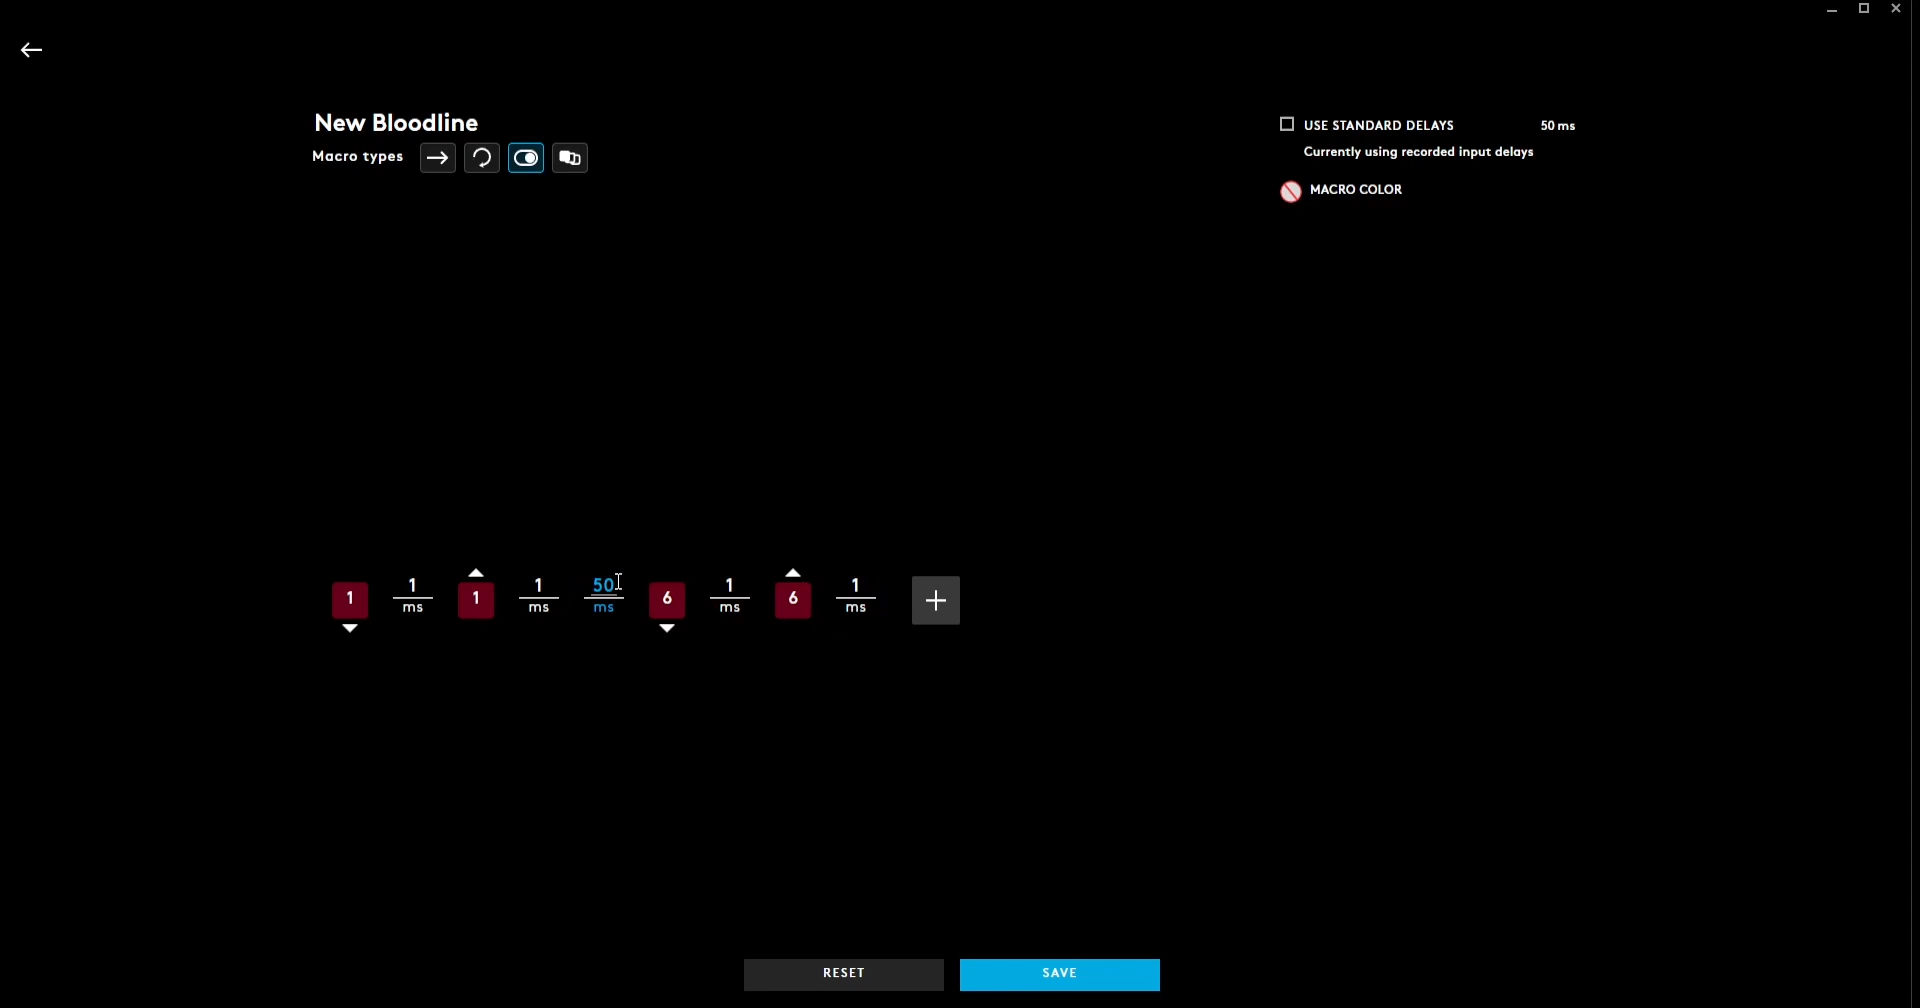 New Bloodline
Macro types
USE STANDARD DELAYS 50 ms
Currently using recorded input delays
MACRO COLOR
1 1 ms 1 1 ms 50 ms 6 1 ms 6 1 ms
RESET SAVE